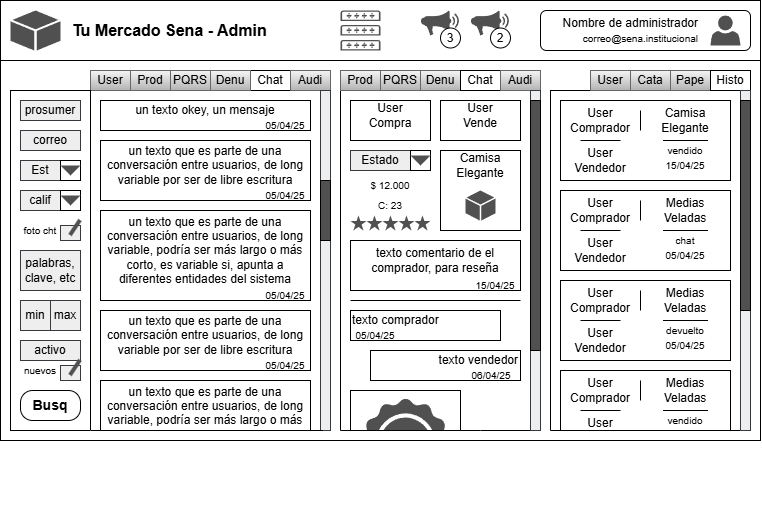 Tu Mercado Sena - Admin
3
2
Nombre de administrador
correo@sena.institucional
User Prod PQRS Denu Chat Audi
Prod PQRS Denu Chat Audi
User Cata Pape Histo
prosumer
correo
Est
calif
foto cht
palabras,
clave, etc
min max
activo
nuevos
Busq
un texto okey, un mensaje
05/04/25
un texto que es parte de una
conversación entre usuarios, de long
variable por ser de libre escritura
05/04/25
un texto que es parte de una
conversación entre usuarios, de long
variable, podría ser más largo o más
corto, es variable si, apunta a
diferentes entidades del sistema
05/04/25
un texto que es parte de una
conversación entre usuarios, de long
variable por ser de libre escritura
05/04/25
un texto que es parte de una
conversación entre usuarios, de long
variable, podría ser más largo o más
User
Compra
User
Vende
Estado
$ 12.000
C: 23
Camisa
Elegante
texto comentario de el
comprador, para reseña
15/04/25
texto comprador
05/04/25
texto vendedor
06/04/25
User
Comprador
User
Vendedor
Camisa
Elegante
vendido
15/04/25
User
Comprador
User
Vendedor
Medias
Veladas
chat
05/04/25
User
Comprador
User
Vendedor
Medias
Veladas
devuelto
05/04/25
User
Comprador
User
Medias
Veladas
vendido